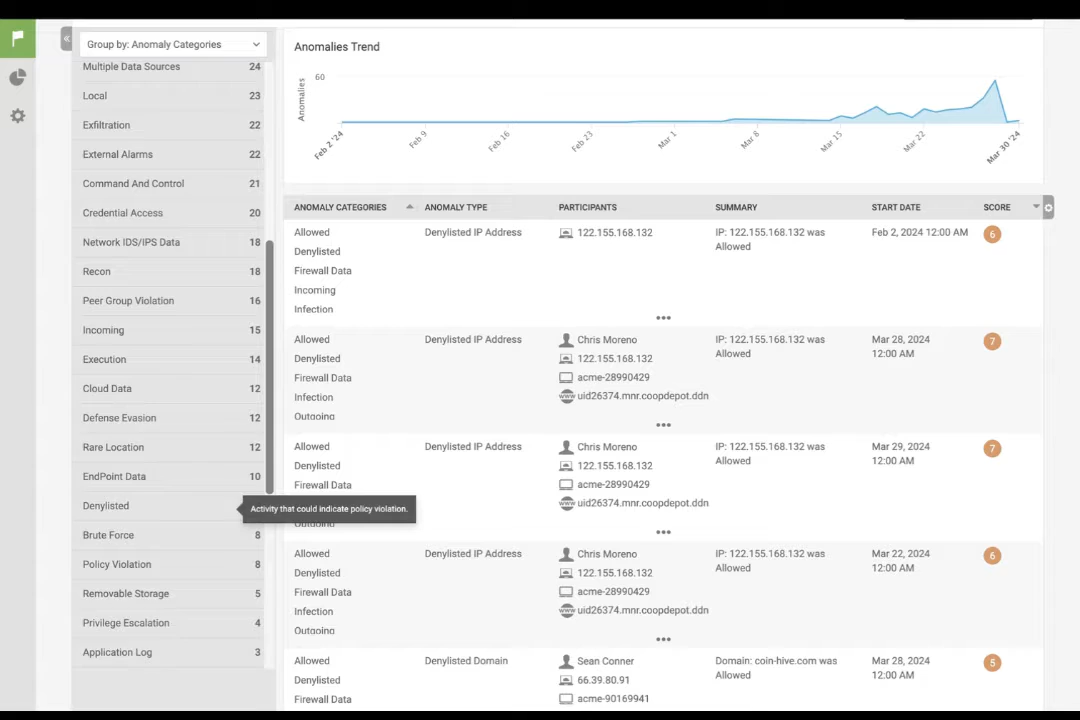 Group by: Anomaly Categories
Multiple Data Sources 24
Local 23
Exfiltration 22
External Alarms 22
Command And Control 21
Credential Access 20
Network IDS/IPS Data 18
Recon 18
Peer Group Violation 16
Incoming 15
Execution 14
Cloud Data 12
Defense Evasion 12
Rare Location 12
EndPoint Data 10
Denylisted
Activity that could indicate policy violation.
Brute Force 8
Policy Violation 8
Removable Storage 5
Privilege Escalation 4
Application Log 3
Anomalies Trend
Anomalies
60
Feb 2 '24
Feb 9
Feb 16
Feb 23
Mar 1
Mar 8
Mar 15
Mar 22
Mar 30 '24
ANOMALY CATEGORIES ANOMALY TYPE PARTICIPANTS SUMMARY START DATE SCORE
Allowed Denylisted IP Address 122.155.168.132 IP: 122.155.168.132 was Feb 2, 2024 12:00 AM 6
Denylisted Allowed
Firewall Data
Incoming
Infection
Allowed Denylisted IP Address Chris Moreno IP: 122.155.168.132 was Mar 28, 2024 7
Denylisted 122.155.168.132 Allowed 12:00 AM
Firewall Data acme-28990429
Infection www uid26374.mnr.coopdepot.ddn
Outgoing
Allowed Denylisted IP Address Chris Moreno IP: 122.155.168.132 was Mar 29, 2024 7
Denylisted 122.155.168.132 Allowed 12:00 AM
Firewall Data acme-28990429
www uid26374.mnr.coopdepot.ddn
Outgoing
Allowed Denylisted IP Address Chris Moreno IP: 122.155.168.132 was Mar 22, 2024 6
Denylisted 122.155.168.132 Allowed 12:00 AM
Firewall Data acme-28990429
Infection www uid26374.mnr.coopdepot.ddn
Outgoing
Allowed Denylisted Domain Sean Conner Domain: coin-hive.com was Mar 28, 2024 5
Denylisted 66.39.80.91 Allowed 12:00 AM
Firewall Data acme-90169941